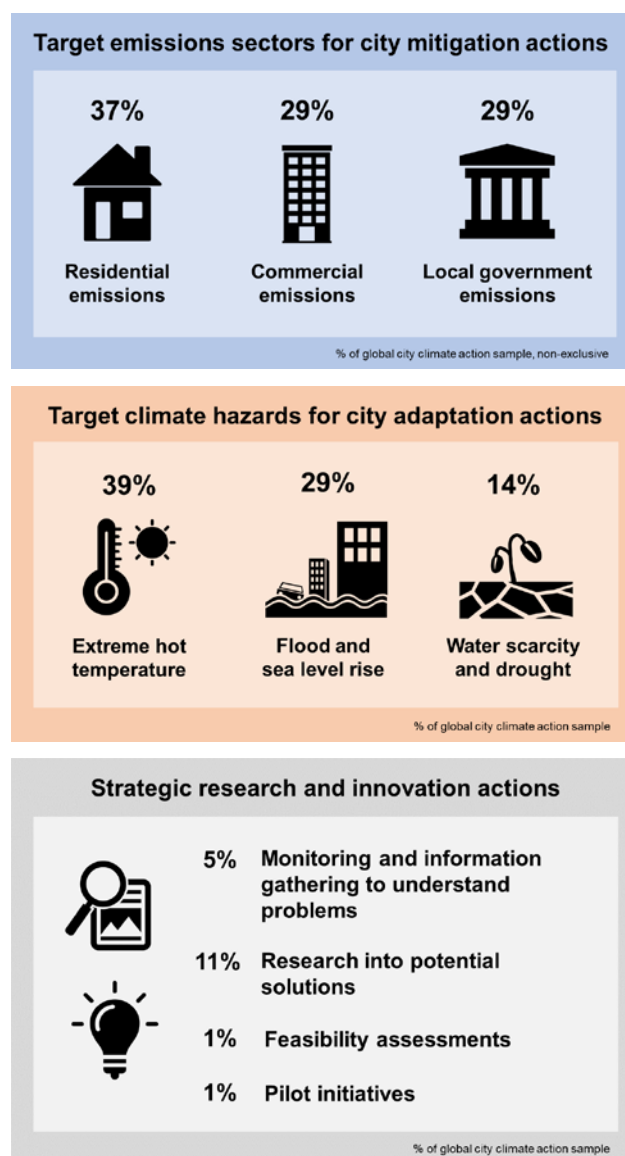 Target emissions sectors for city mitigation actions
37%
29%
29%
Residential
emissions
Commercial
emissions
Local government
emissions
% of global city climate action sample, non-exclusive
Target climate hazards for city adaptation actions
39%
29%
14%
Extreme hot
temperature
Flood and
sea level rise
Water scarcity
and drought
% of global city climate action sample
Strategic research and innovation actions
5% Monitoring and information
gathering to understand
problems
11% Research into potential
solutions
1% Feasibility assessments
1% Pilot initiatives
% of global city climate action sample